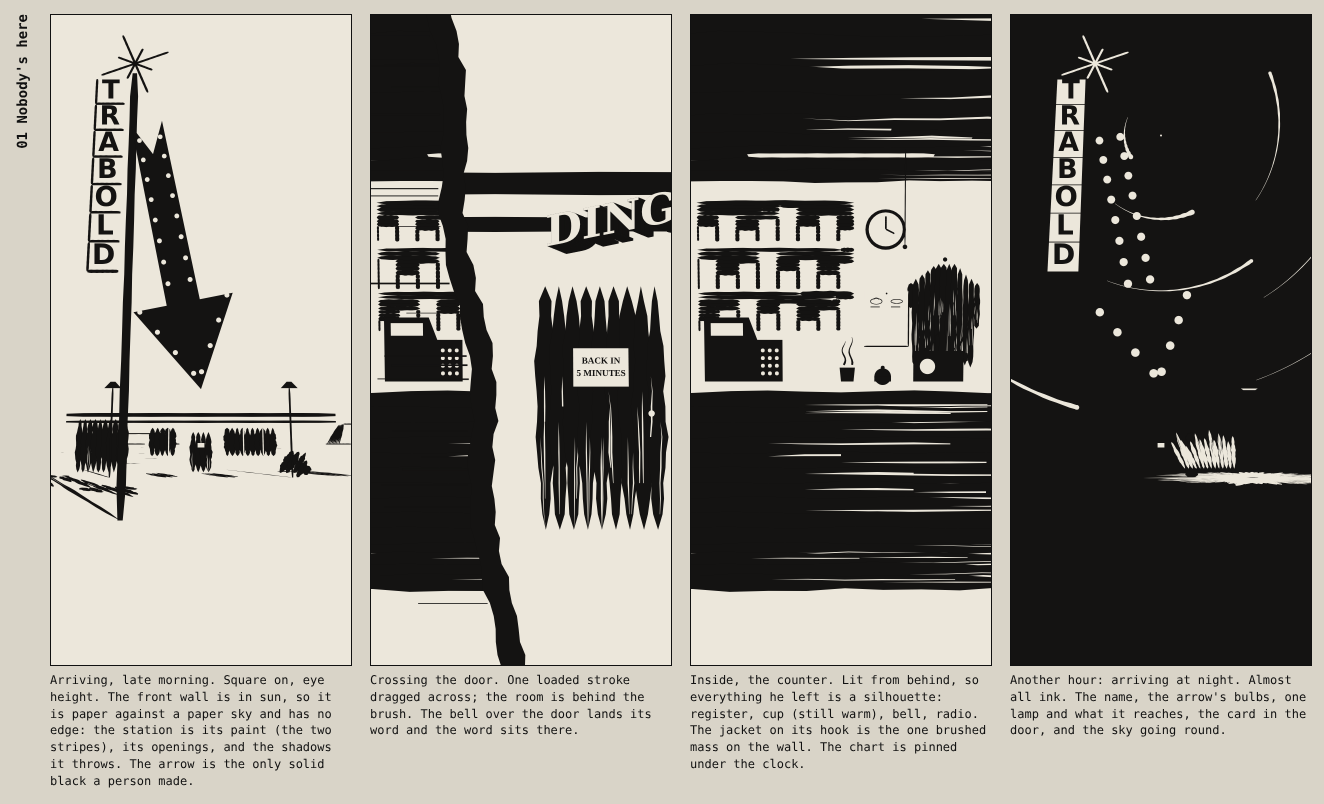 01 Nobody's here
TRABOLD
DING
BACK IN
5 MINUTES
TRABOLD
Arriving, late morning. Square on, eye
height. The front wall is in sun, so it
is paper against a paper sky and has no
edge: the station is its paint (the two
stripes), its openings, and the shadows
it throws. The arrow is the only solid
black a person made.
Crossing the door. One loaded stroke
dragged across; the room is behind the
brush. The bell over the door lands its
word and the word sits there.
Inside, the counter. Lit from behind, so
everything he left is a silhouette:
register, cup (still warm), bell, radio.
The jacket on its hook is the one brushed
mass on the wall. The chart is pinned
under the clock.
Another hour: arriving at night. Almost
all ink. The name, the arrow's bulbs, one
lamp and what it reaches, the card in the
door, and the sky going round.